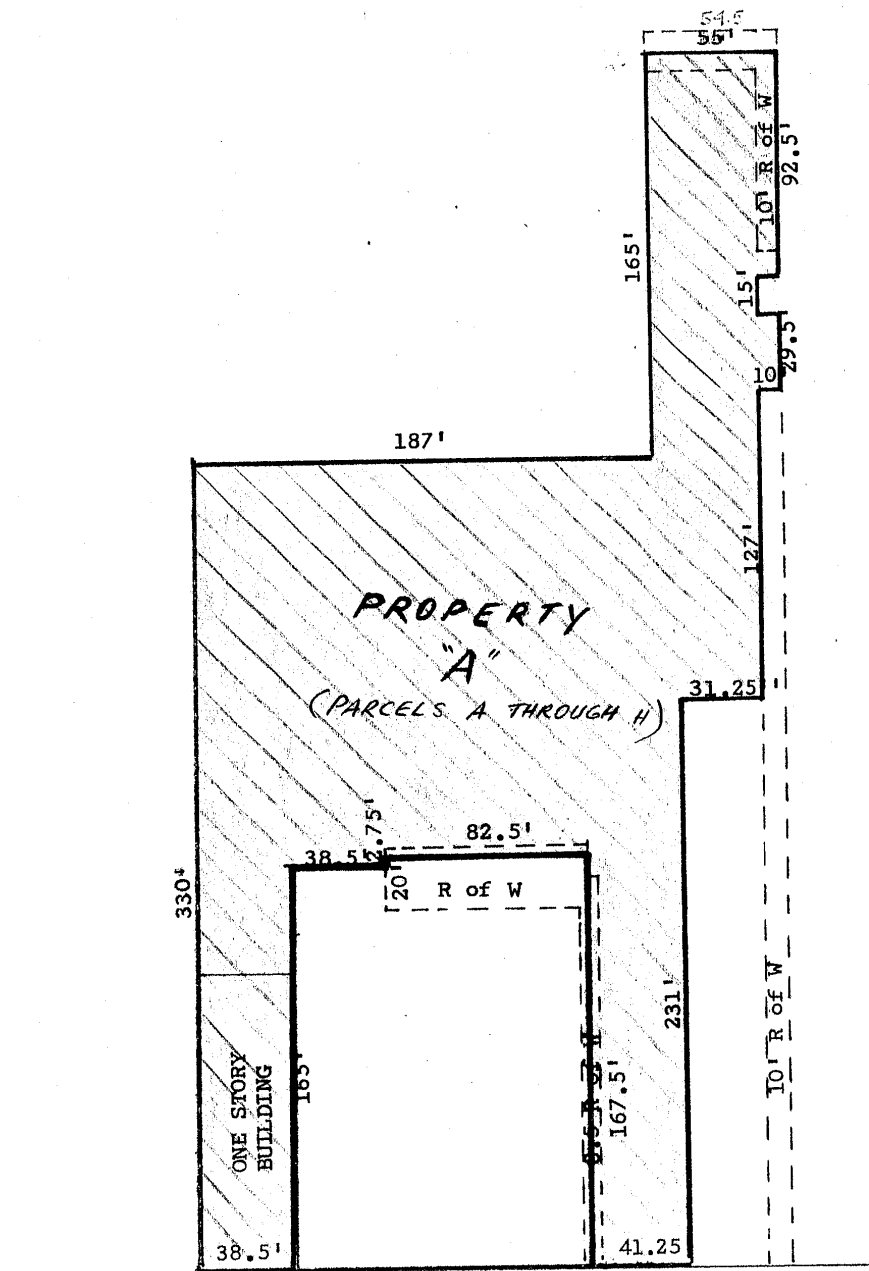 54.5
55'
10' R of W
92.5'
165'
15'
29.5'
10
187'
127'
PROPERTY
"A"
(PARCELS A THROUGH H)
31.25'
2.75'
82.5'
38.5'
20'
R of W
330'
231'
10' R of W
ONE STORY
BUILDING
165'
R of W
167.5'
38.5'
41.25